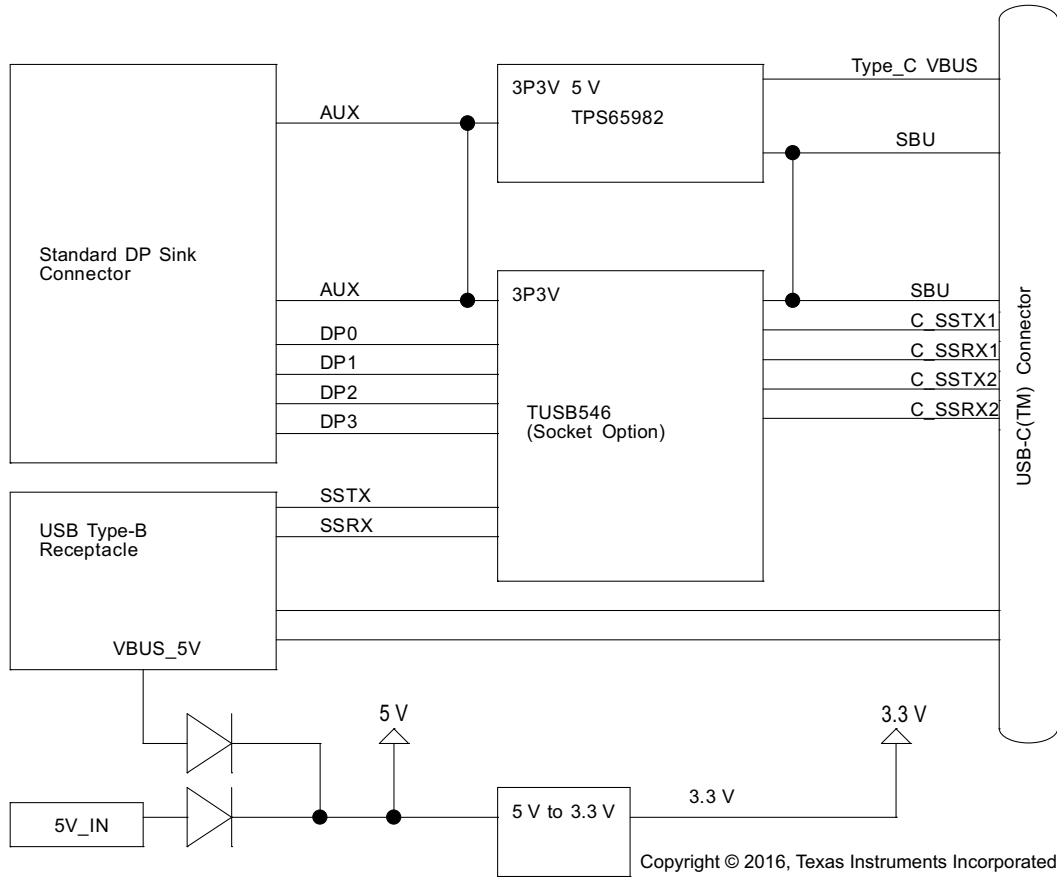 Type_C VBUS
3P3V 5 V
TPS65982
AUX
SBU
Standard DP Sink
Connector
AUX
3P3V
SBU
C_SSTX1
DP0
C_SSRX1
DP1
C_SSTX2
DP2
C_SSRX2
DP3
TUSB546
(Socket Option)
USB-C(TM) Connector
SSTX
SSRX
USB Type-B
Receptacle
VBUS_5V
5 V
3.3 V
5V_IN
5 V to 3.3 V
3.3 V
Copyright © 2016, Texas Instruments Incorporated